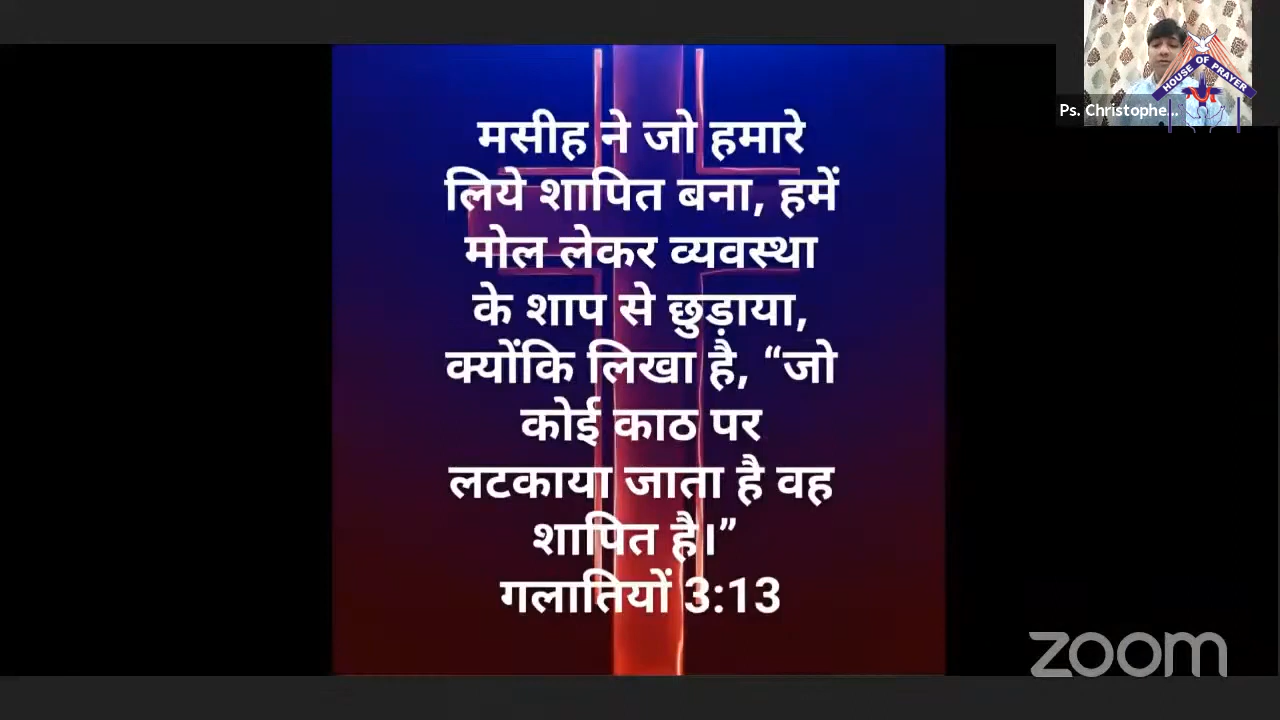 मसीह ने जो हमारे
लिये शापित बना, हमें
मोल लेकर व्यवस्था
के शाप से छुड़ाया,
क्योंकि लिखा है, “जो
कोई काठ पर
लटकाया जाता है वह
शापित है।”
गलातियों 3:13
HOUSE OF PRAYER
Ps. Christophe...
zoom